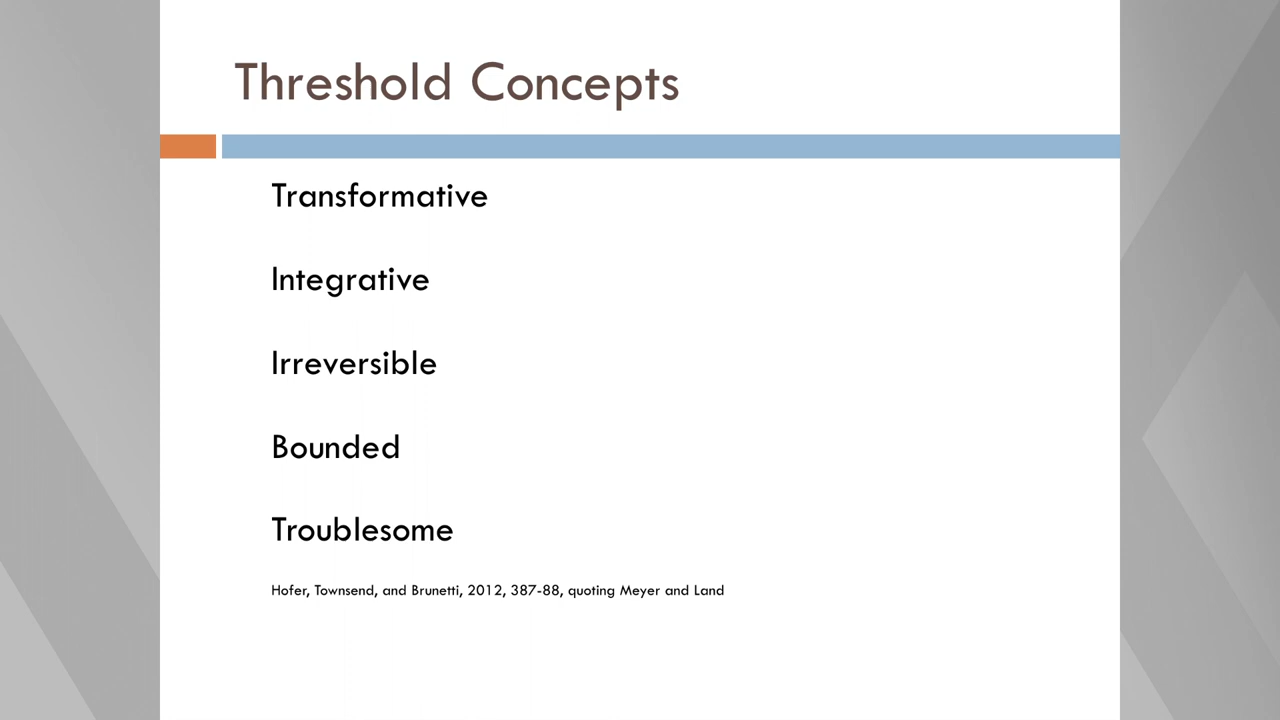 Threshold Concepts
Transformative
Integrative
Irreversible
Bounded
Troublesome
Hofer, Townsend, and Brunetti, 2012, 387-88, quoting Meyer and Land